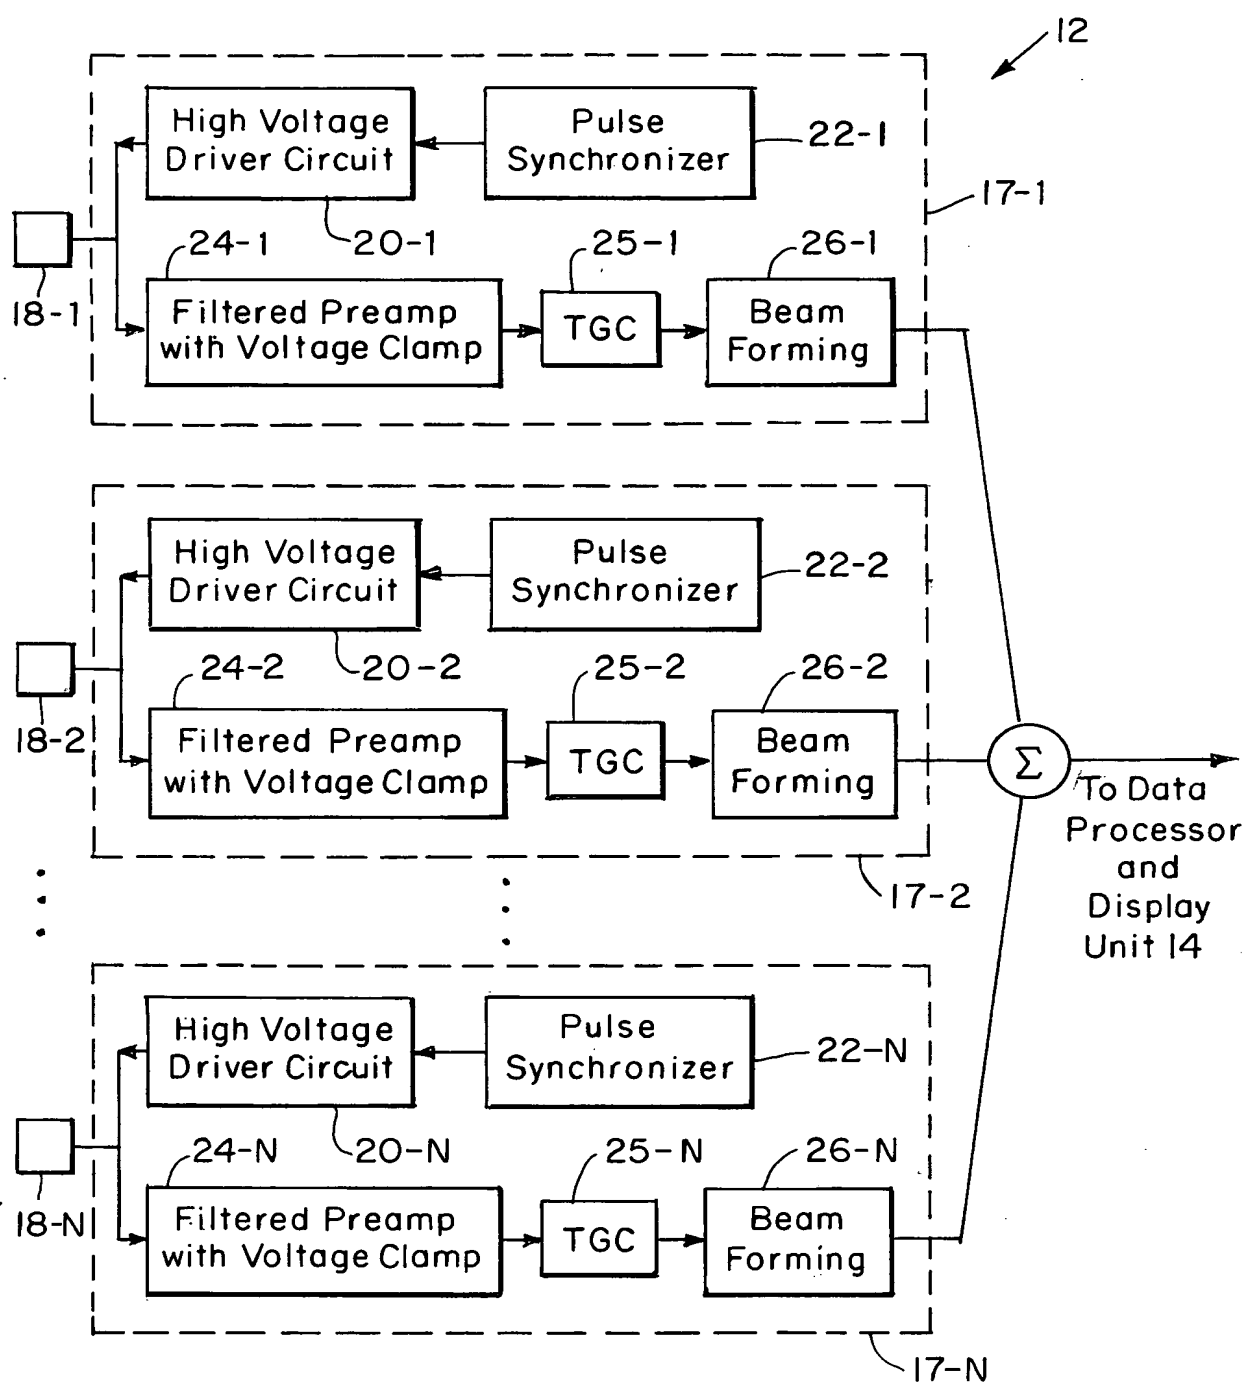 12
High Voltage
Driver Circuit
Pulse
Synchronizer
22-1
17-1
18-1
24-1
20-1
25-1
26-1
Filtered Preamp
with Voltage Clamp
TGC
Beam
Forming
High Voltage
Driver Circuit
Pulse
Synchronizer
22-2
18-2
24-2
20-2
25-2
26-2
Filtered Preamp
with Voltage Clamp
TGC
Beam
Forming
Σ
To Data
Processor
and
Display
Unit 14
17-2
High Voltage
Driver Circuit
Pulse
Synchronizer
22-N
18-N
24-N
20-N
25-N
26-N
Filtered Preamp
with Voltage Clamp
TGC
Beam
Forming
17-N